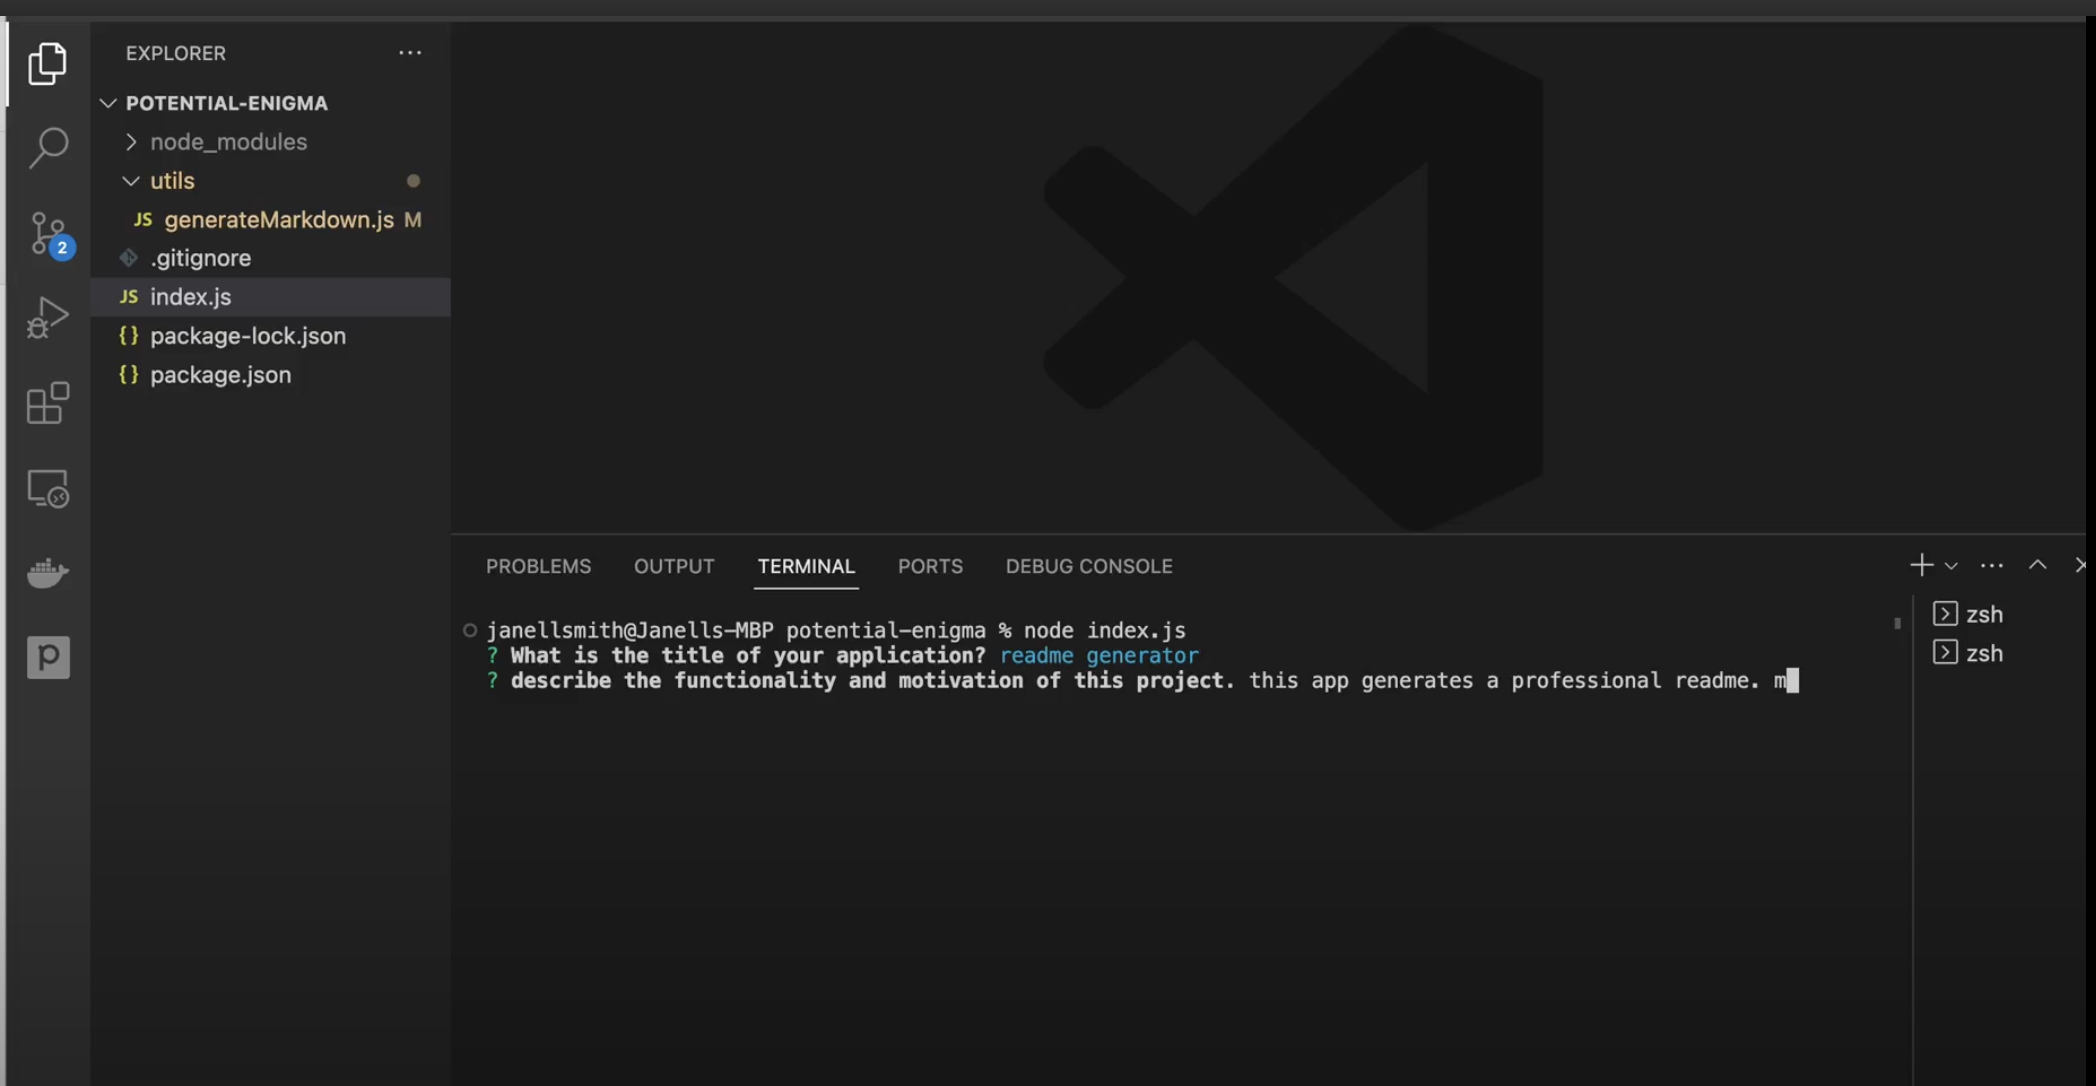 EXPLORER
POTENTIAL-ENIGMA
node_modules
utils
JS generateMarkdown.js M
2
.gitignore
JS index.js
{} package-lock.json
{} package.json
PROBLEMS OUTPUT TERMINAL PORTS DEBUG CONSOLE
janellsmith@Janells-MBP potential-enigma % node index.js
? What is the title of your application? readme generator
? describe the functionality and motivation of this project. this app generates a professional readme. m
zsh
zsh